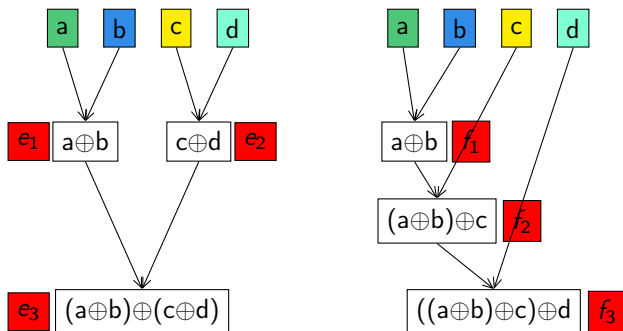 a b c d a b c d
e₁ a⊕b c⊕d e₂ a⊕b f₁
(a⊕b)⊕c f₂
e₃ (a⊕b)⊕(c⊕d) ((a⊕b)⊕c)⊕d f₃